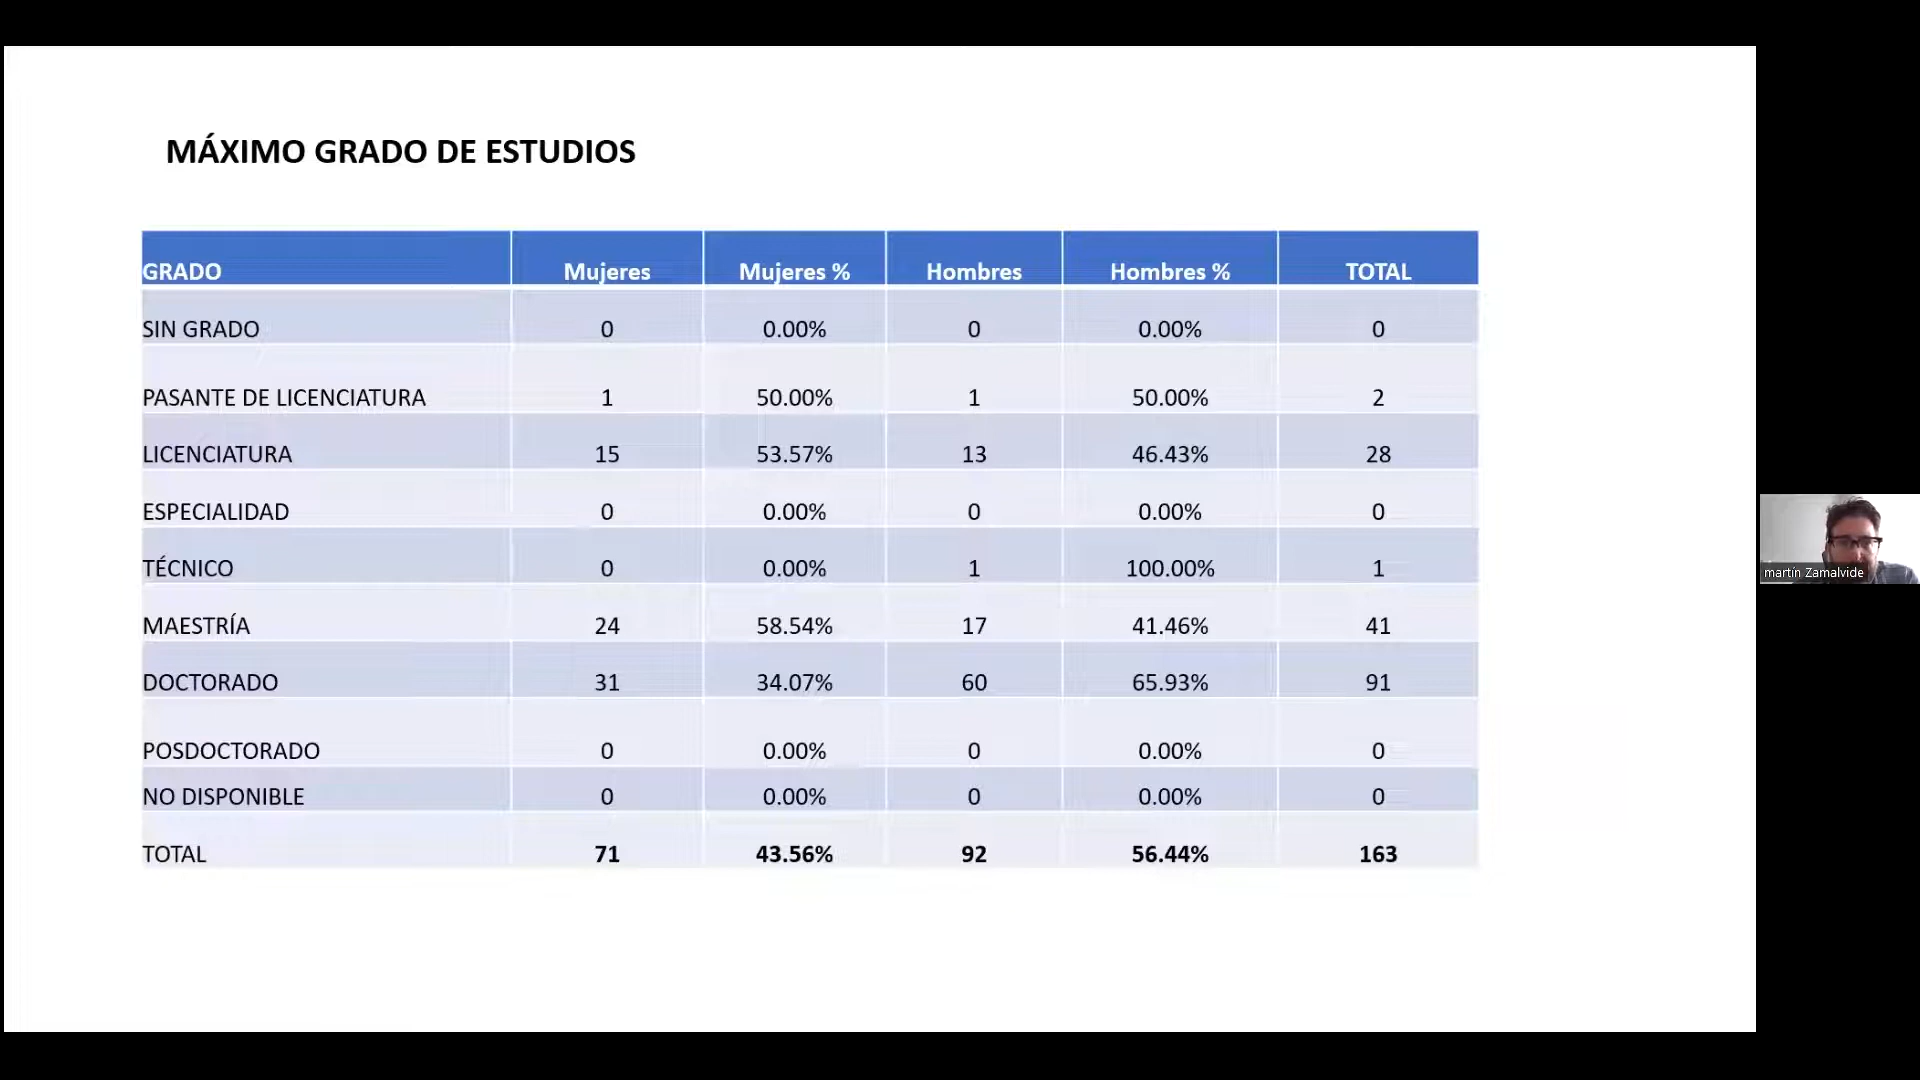 MÁXIMO GRADO DE ESTUDIOS
GRADO Mujeres Mujeres % Hombres Hombres % TOTAL
SIN GRADO 0 0.00% 0 0.00% 0
PASANTE DE LICENCIATURA 1 50.00% 1 50.00% 2
LICENCIATURA 15 53.57% 13 46.43% 28
ESPECIALIDAD 0 0.00% 0 0.00% 0
TÉCNICO 0 0.00% 1 100.00% 1
MAESTRÍA 24 58.54% 17 41.46% 41
DOCTORADO 31 34.07% 60 65.93% 91
POSDOCTORADO 0 0.00% 0 0.00% 0
NO DISPONIBLE 0 0.00% 0 0.00% 0
TOTAL 71 43.56% 92 56.44% 163
martín Zamalvide